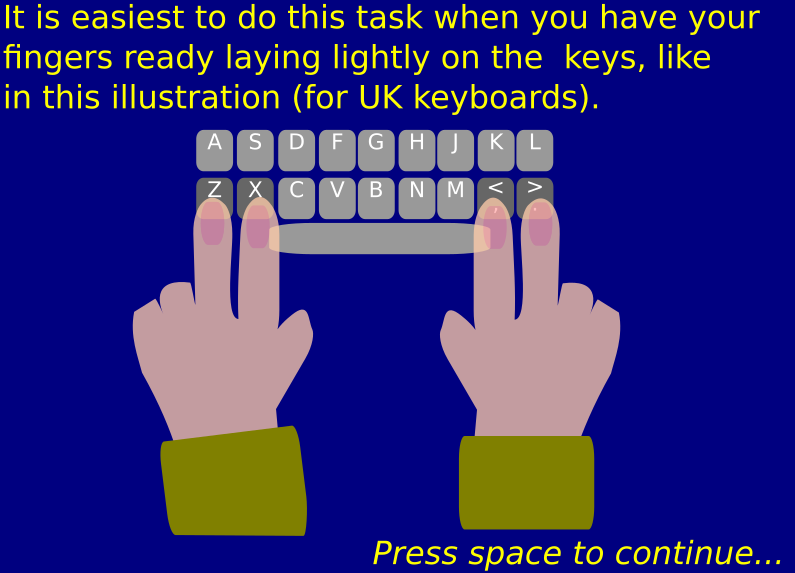 It is easiest to do this task when you have your
fingers ready laying lightly on the  keys, like
in this illustration (for UK keyboards).
A S D F G H J K L
Z X C V B N M < >
, .
Press space to continue...